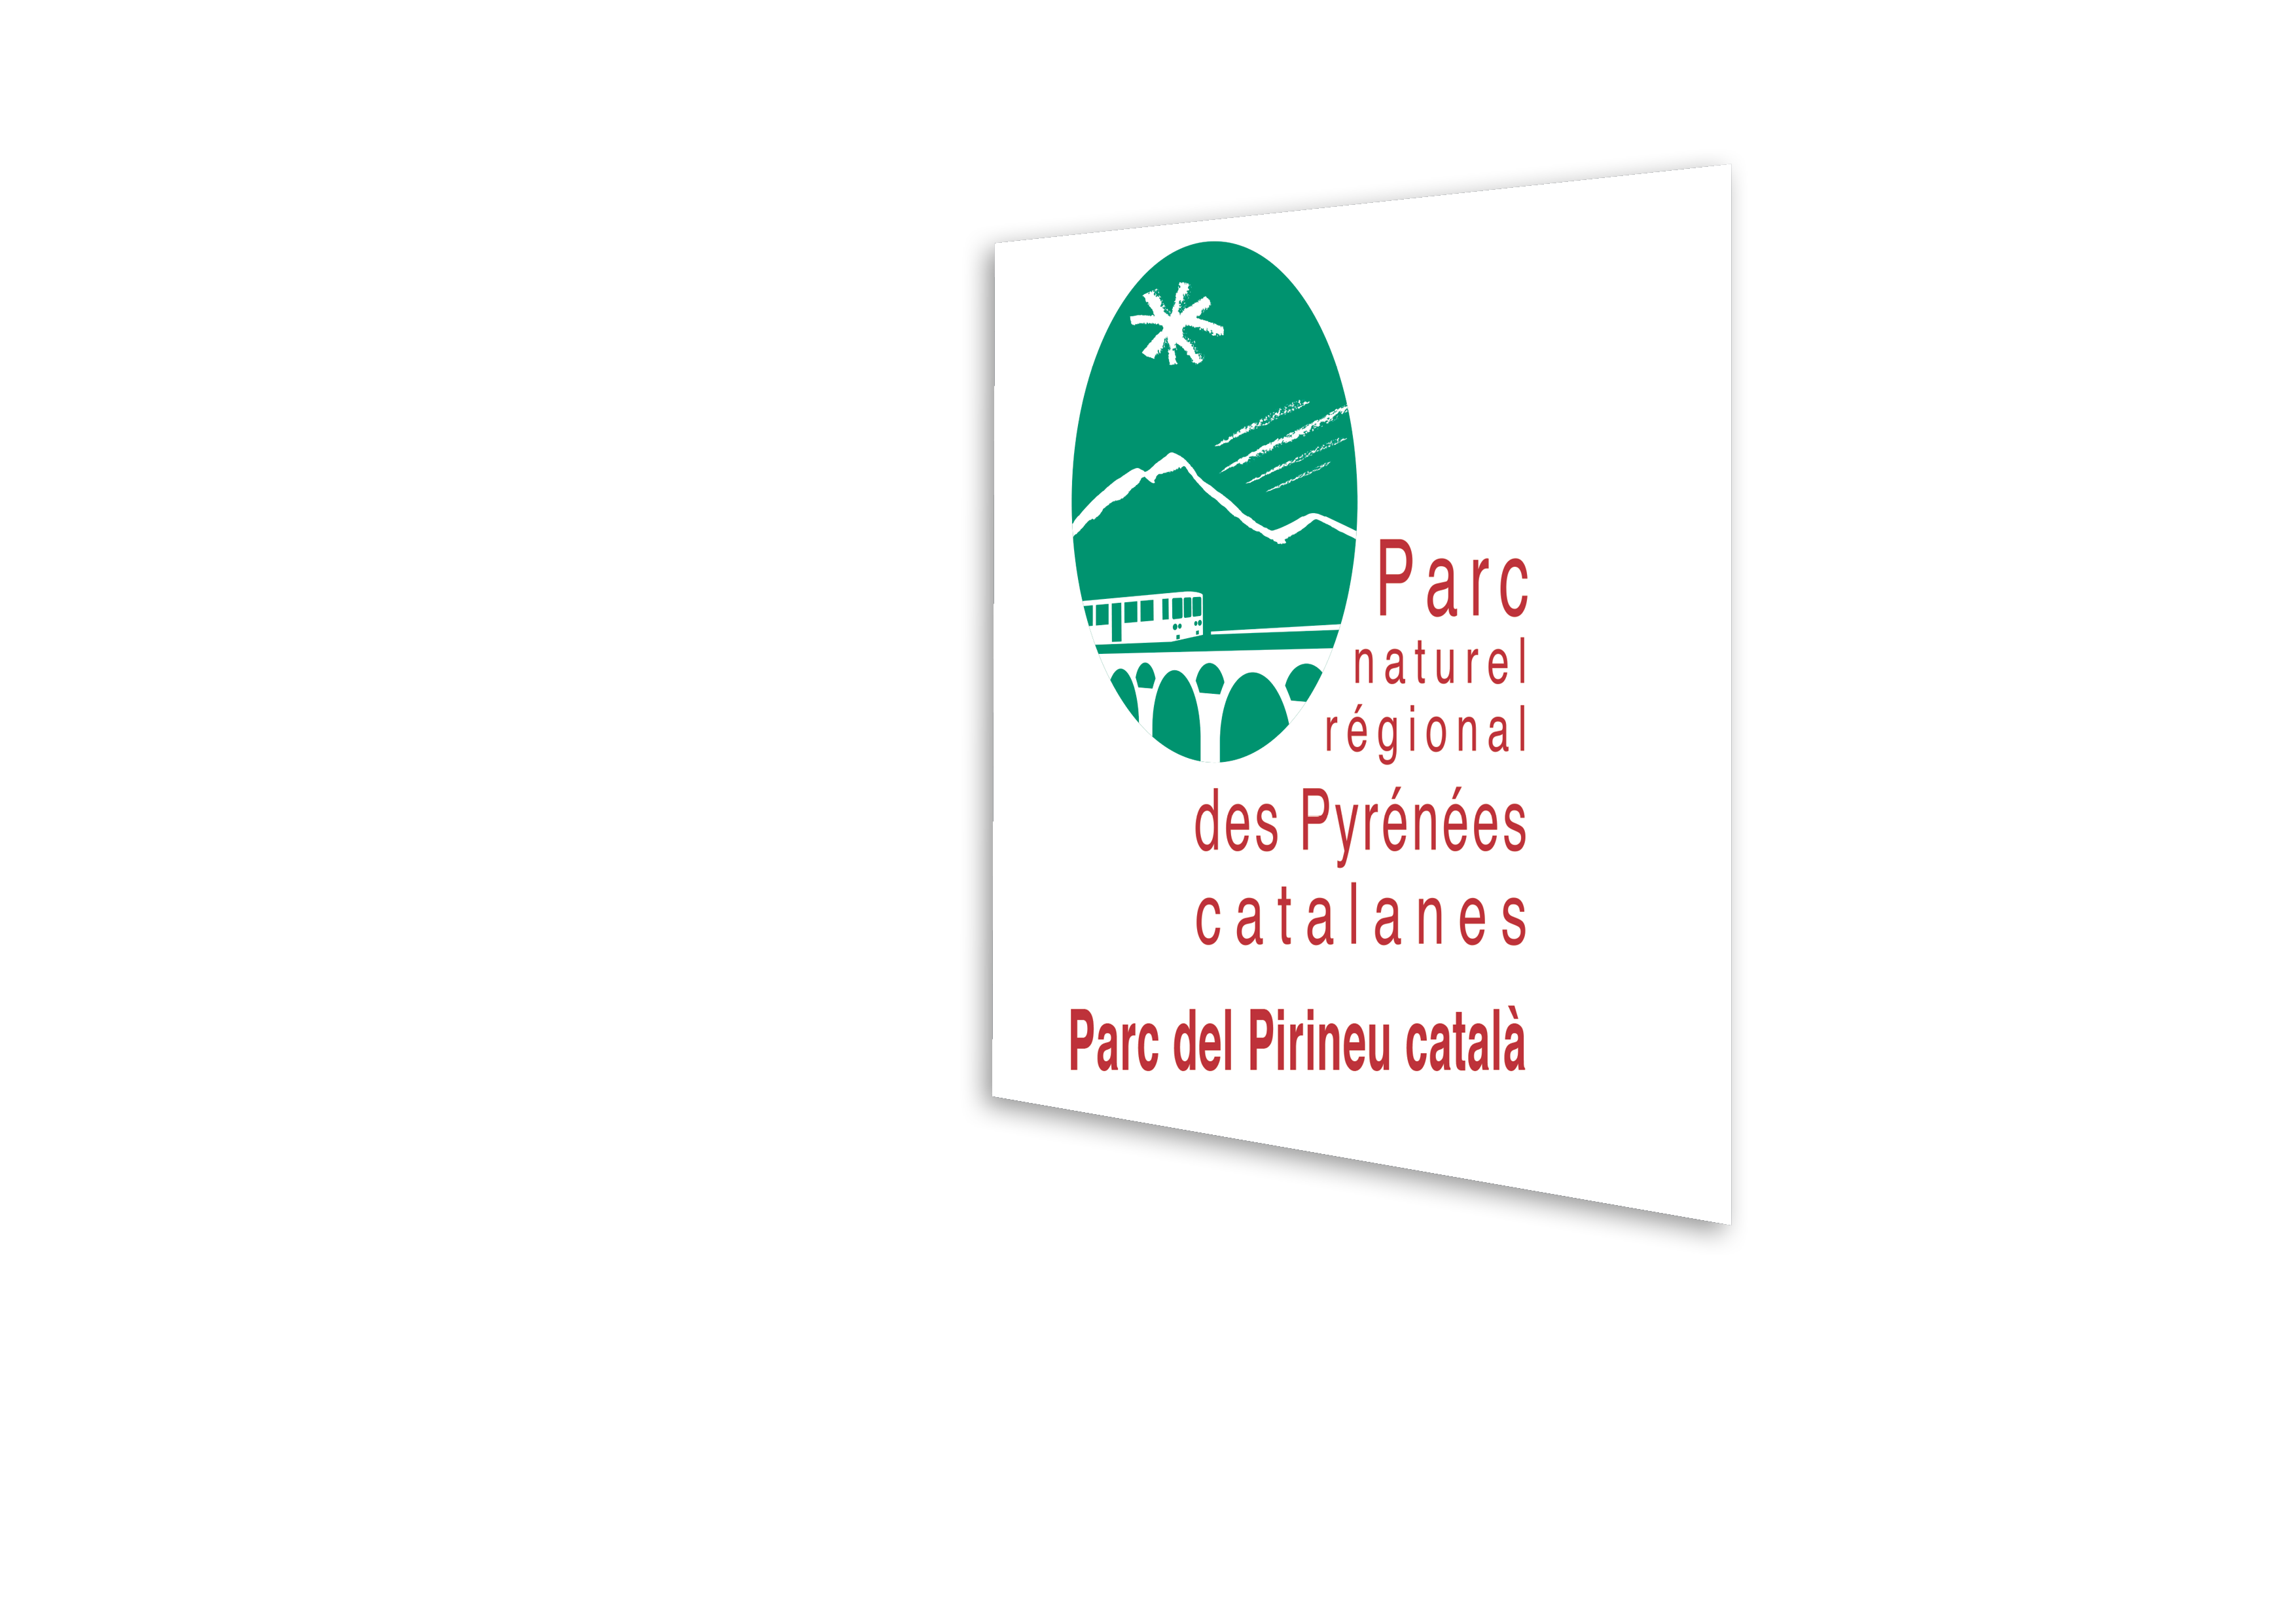 Parc
naturel
régional
des Pyrénées
catalanes
Parc del Pirineu català